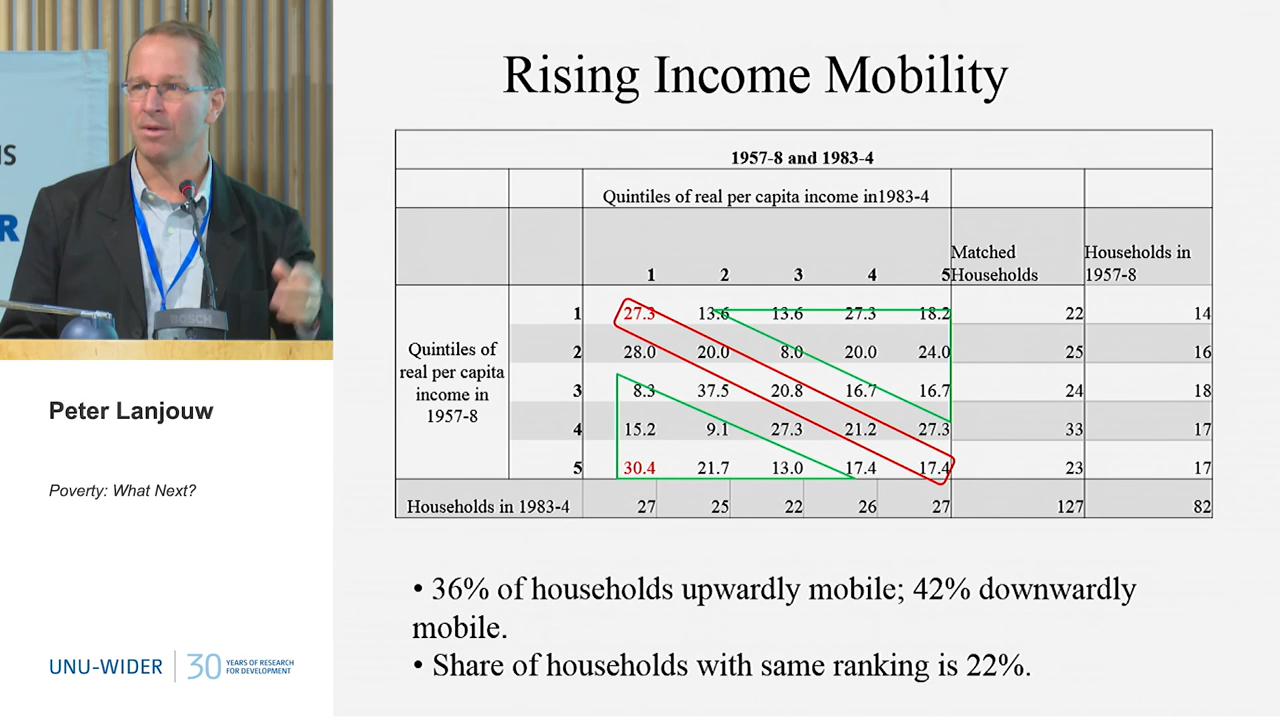 S
R
BOSCH
Peter Lanjouw
Poverty: What Next?
UNU-WIDER
30 YEARS OF RESEARCH
FOR DEVELOPMENT
Rising Income Mobility
1957-8 and 1983-4
Quintiles of real per capita income in1983-4
1 2 3 4 5 Matched Households Households in 1957-8
Quintiles of real per capita income in 1957-8
1 27.3 13.6 13.6 27.3 18.2 22 14
2 28.0 20.0 8.0 20.0 24.0 25 16
3 8.3 37.5 20.8 16.7 16.7 24 18
4 15.2 9.1 27.3 21.2 27.3 33 17
5 30.4 21.7 13.0 17.4 17.4 23 17
Households in 1983-4 27 25 22 26 27 127 82
• 36% of households upwardly mobile; 42% downwardly
mobile.
• Share of households with same ranking is 22%.